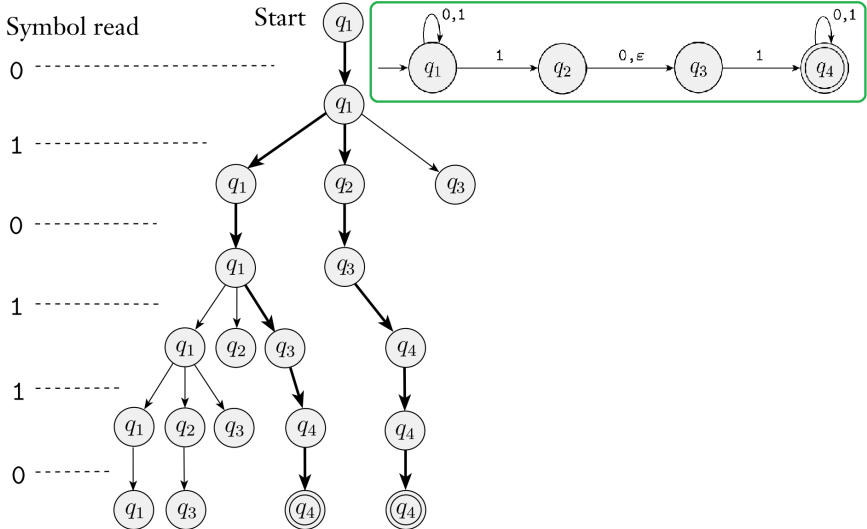 Symbol read
Start
q₁
0,1
0,1
q₁
1
q₂
0,ε
q₃
1
q₄
0
q₁
1
q₁
q₂
q₃
0
q₁
q₃
1
q₁
q₂
q₃
q₄
1
q₁
q₂
q₃
q₄
q₄
0
q₁
q₃
q₄
q₄